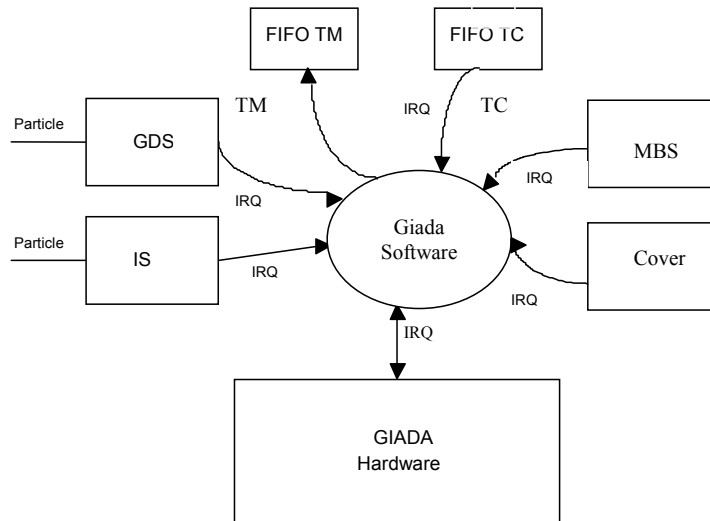 FIFO TM
FIFO TC
TM
IRQ
TC
Particle
GDS
MBS
IRQ
IRQ
Particle
IS
Giada
Software
Cover
IRQ
IRQ
IRQ
GIADA
Hardware